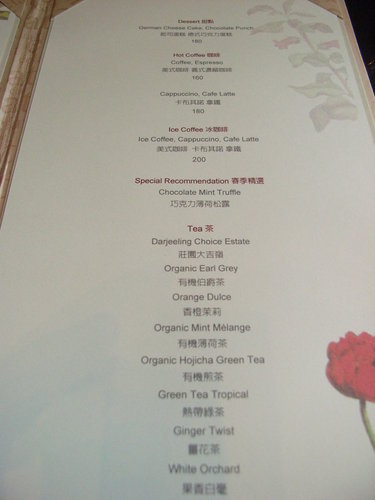 Dessert 甜點
German Cheese Cake, Chocolate Punch
起司蛋糕 德式巧克力蛋糕
180
Hot Coffee 咖啡
Coffee, Espresso
美式咖啡 義式濃縮咖啡
160
Cappuccino, Cafe Latte
卡布其諾 拿鐵
180
Ice Coffee 冰咖啡
Ice Coffee, Cappuccino, Cafe Latte
美式咖啡 卡布其諾 拿鐵
200
Special Recommendation 春季精選
Chocolate Mint Truffle
巧克力薄荷松露
Tea 茶
Darjeeling Choice Estate
莊園大吉嶺
Organic Earl Grey
有機伯爵茶
Orange Dulce
香橙茉莉
Organic Mint Mélange
有機薄荷茶
Organic Hojicha Green Tea
有機煎茶
Green Tea Tropical
熱帶綠茶
Ginger Twist
薑花茶
White Orchard
果香白毫